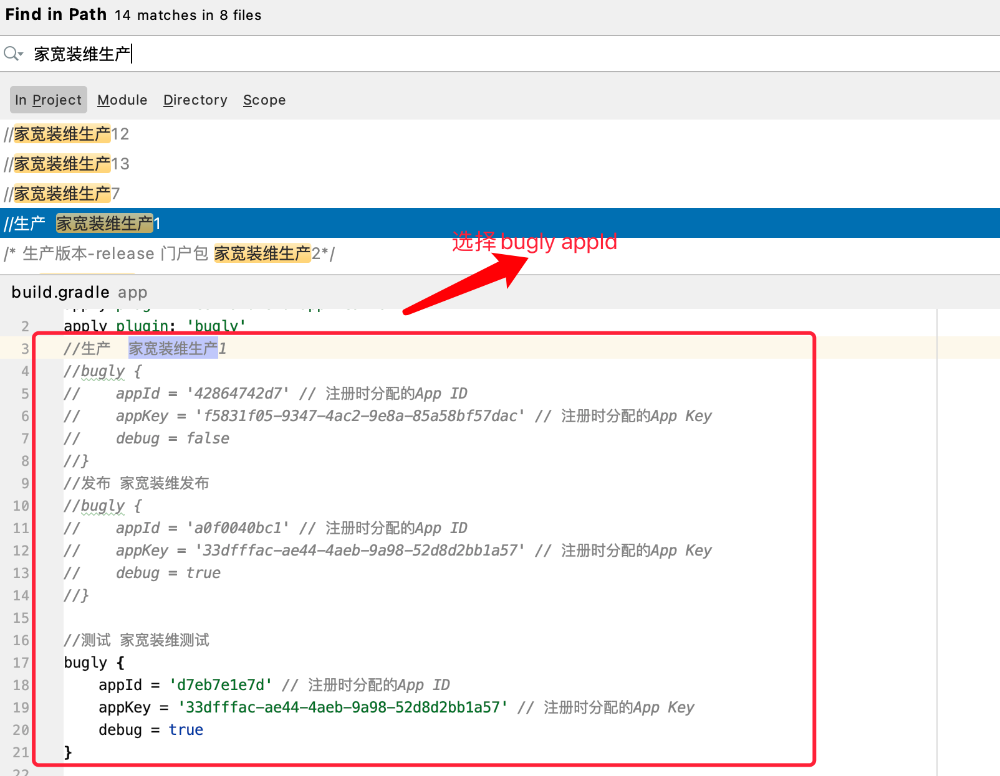 Find in Path 14 matches in 8 files
家宽装维生产
In Project Module Directory Scope
//家宽装维生产12
//家宽装维生产13
//家宽装维生产7
//生产 家宽装维生产1
选择bugly appId
/* 生产版本-release 门户包 家宽装维生产2*/
build.gradle app
2 apply plugin: 'bugly'
3 //生产 家宽装维生产1
4 //bugly {
5 // appId = '42864742d7' // 注册时分配的App ID
6 // appKey = 'f5831f05-9347-4ac2-9e8a-85a58bf57dac' // 注册时分配的App Key
7 // debug = false
8 //}
9 //发布 家宽装维发布
10 //bugly {
11 // appId = 'a0f0040bc1' // 注册时分配的App ID
12 // appKey = '33dfffac-ae44-4aeb-9a98-52d8d2bb1a57' // 注册时分配的App Key
13 // debug = true
14 //}
15
16 //测试 家宽装维测试
17 bugly {
18 appId = 'd7eb7e1e7d' // 注册时分配的App ID
19 appKey = '33dfffac-ae44-4aeb-9a98-52d8d2bb1a57' // 注册时分配的App Key
20 debug = true
21 }
22